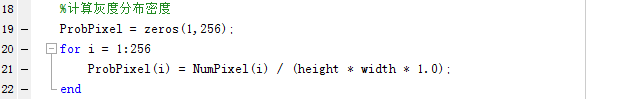 18 %计算灰度分布密度
19 — ProbPixel = zeros(1,256);
20 — for i = 1:256
21 — ProbPixel(i) = NumPixel(i) / (height * width * 1.0);
22 — end